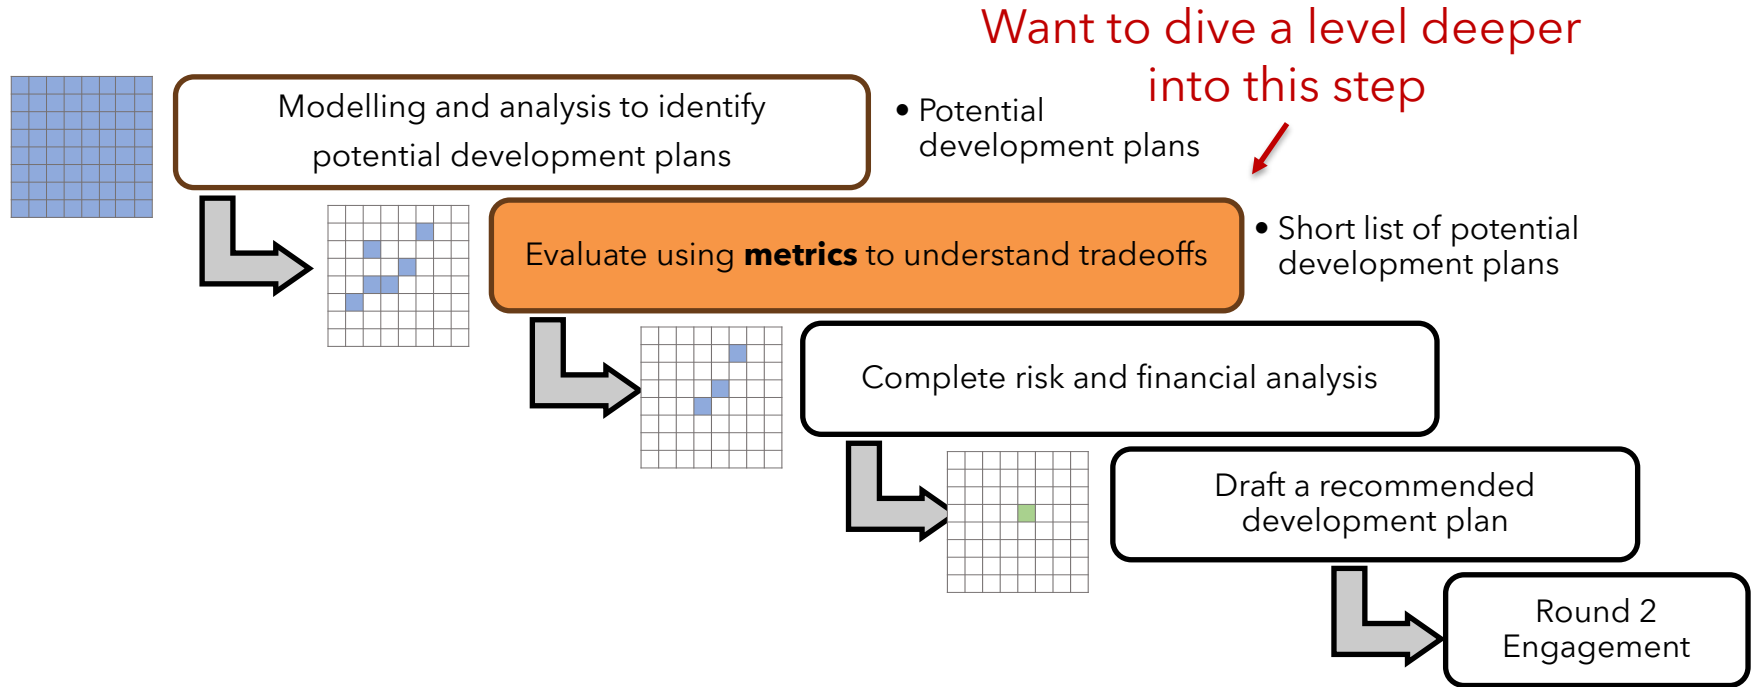 Want to dive a level deeper
into this step
Modelling and analysis to identify
potential development plans
• Potential
development plans
Evaluate using metrics to understand tradeoffs
• Short list of potential
development plans
Complete risk and financial analysis
Draft a recommended
development plan
Round 2
Engagement